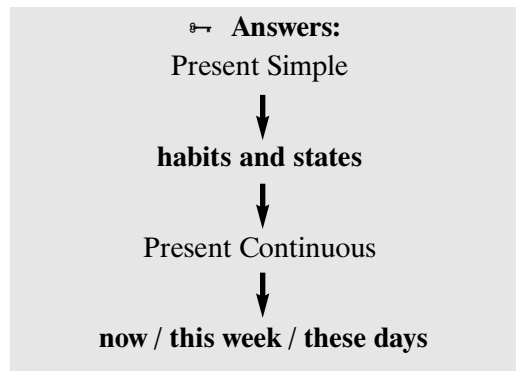 Answers:
Present Simple
habits and states
Present Continuous
now / this week / these days